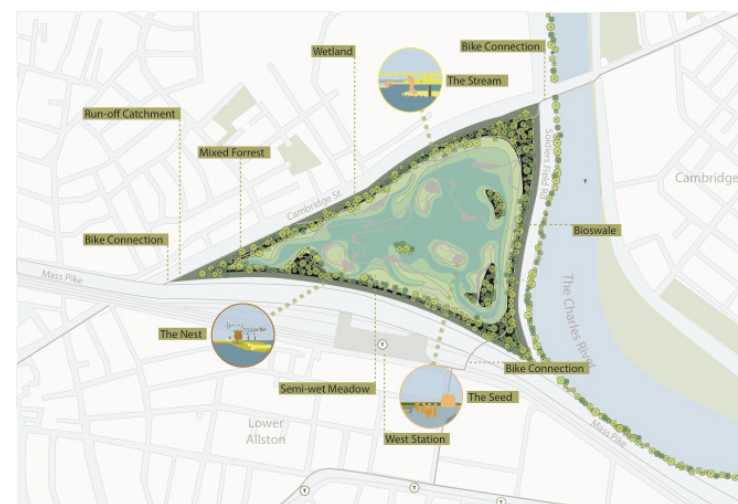 Wetland
Bike Connection
The Stream
Run-off Catchment
Mixed Forrest
Soldiers Field Rd
Cambridge
Cambridge St
Bioswale
Bike Connection
Mass Pike
The Charles River
The Nest
Bike Connection
Semi-wet Meadow
The Seed
Lower
Allston
West Station
Mass Pike
T
T
T
T
T